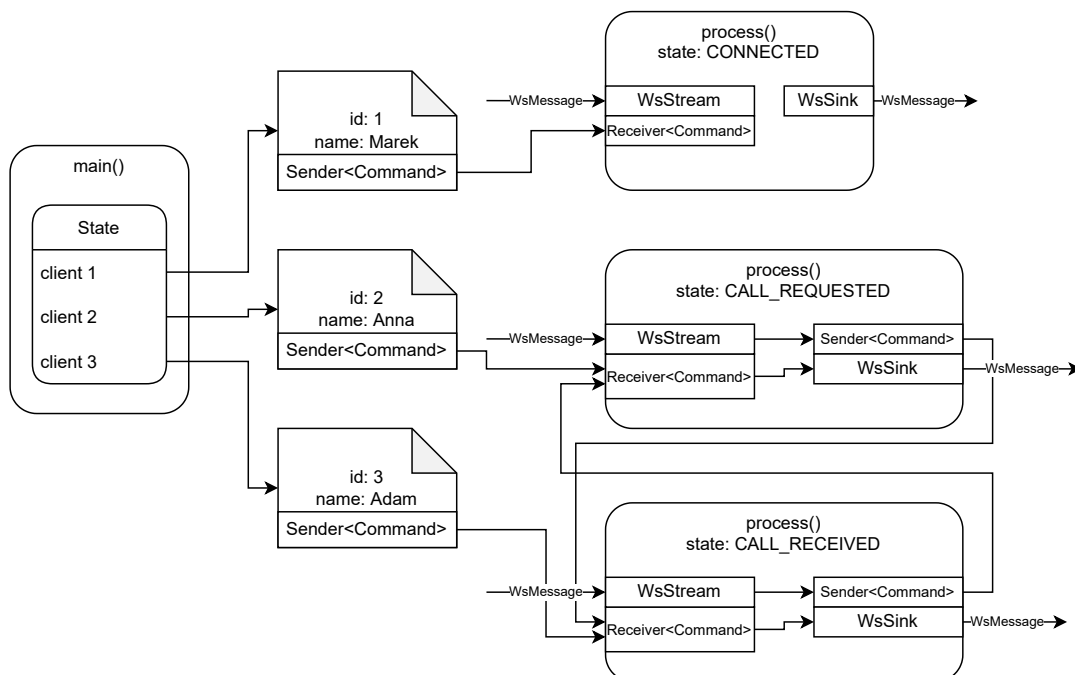 main()
State
client 1
client 2
client 3
id: 1
name: Marek
Sender<Command>
id: 2
name: Anna
Sender<Command>
id: 3
name: Adam
Sender<Command>
process()
state: CONNECTED
WsMessage
WsStream
Receiver<Command>
WsSink
WsMessage
process()
state: CALL_REQUESTED
WsMessage
WsStream
Receiver<Command>
Sender<Command>
WsSink
WsMessage
process()
state: CALL_RECEIVED
WsMessage
WsStream
Receiver<Command>
Sender<Command>
WsSink
WsMessage